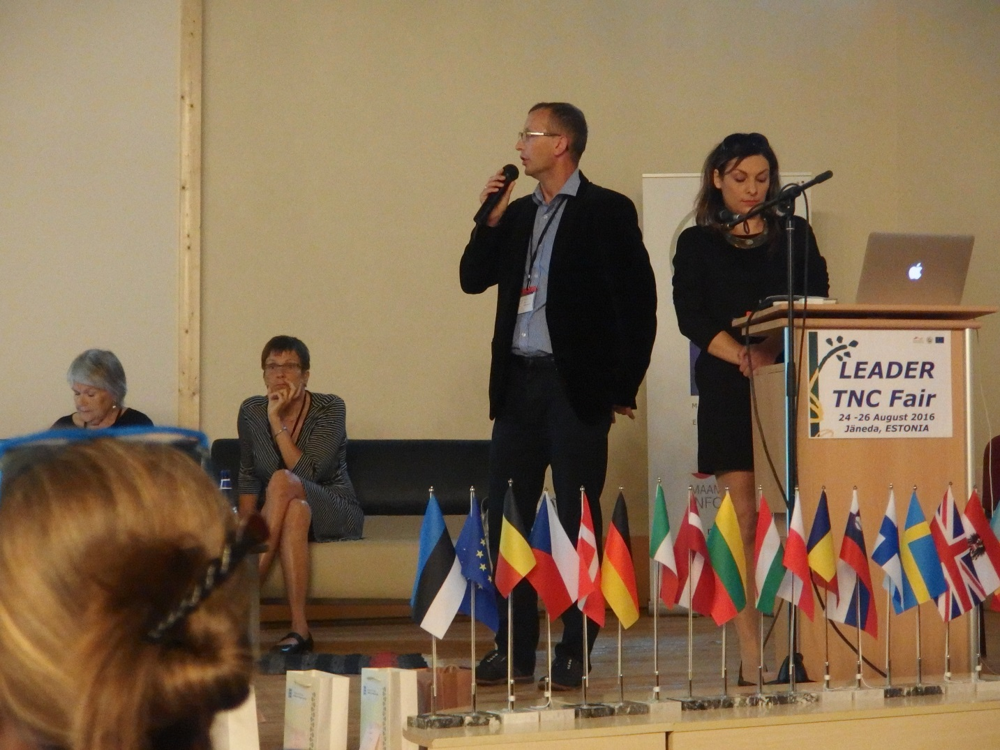 LEADER
TNC Fair
24 -26 August 2016
Jäneda, ESTONIA